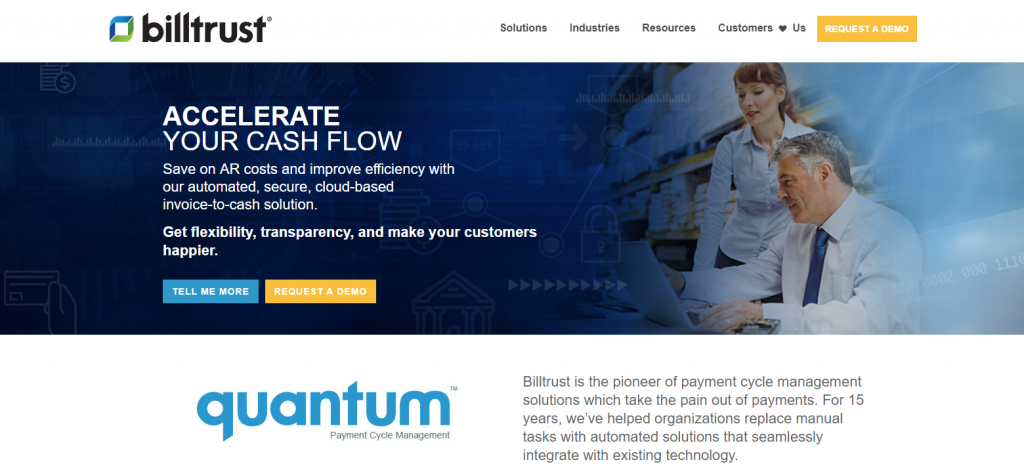 billtrust®
Solutions Industries Resources Customers ♥ Us REQUEST A DEMO
ACCELERATE
YOUR CASH FLOW
Save on AR costs and improve efficiency with
our automated, secure, cloud-based
invoice-to-cash solution.
Get flexibility, transparency, and make your customers
happier.
TELL ME MORE REQUEST A DEMO
quantum™
Payment Cycle Management
Billtrust is the pioneer of payment cycle management
solutions which take the pain out of payments. For 15
years, we’ve helped organizations replace manual
tasks with automated solutions that seamlessly
integrate with existing technology.